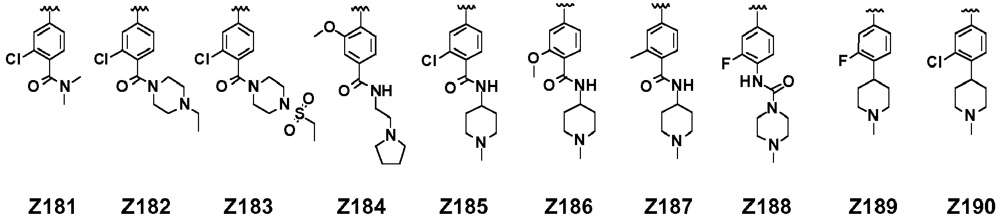 Cl O N
Cl O N N
Cl O N N S O O
O O NH N
Cl O NH N
O O NH N
O NH N
F HN O N N
F N
Cl N
Z181 Z182 Z183 Z184 Z185 Z186 Z187 Z188 Z189 Z190